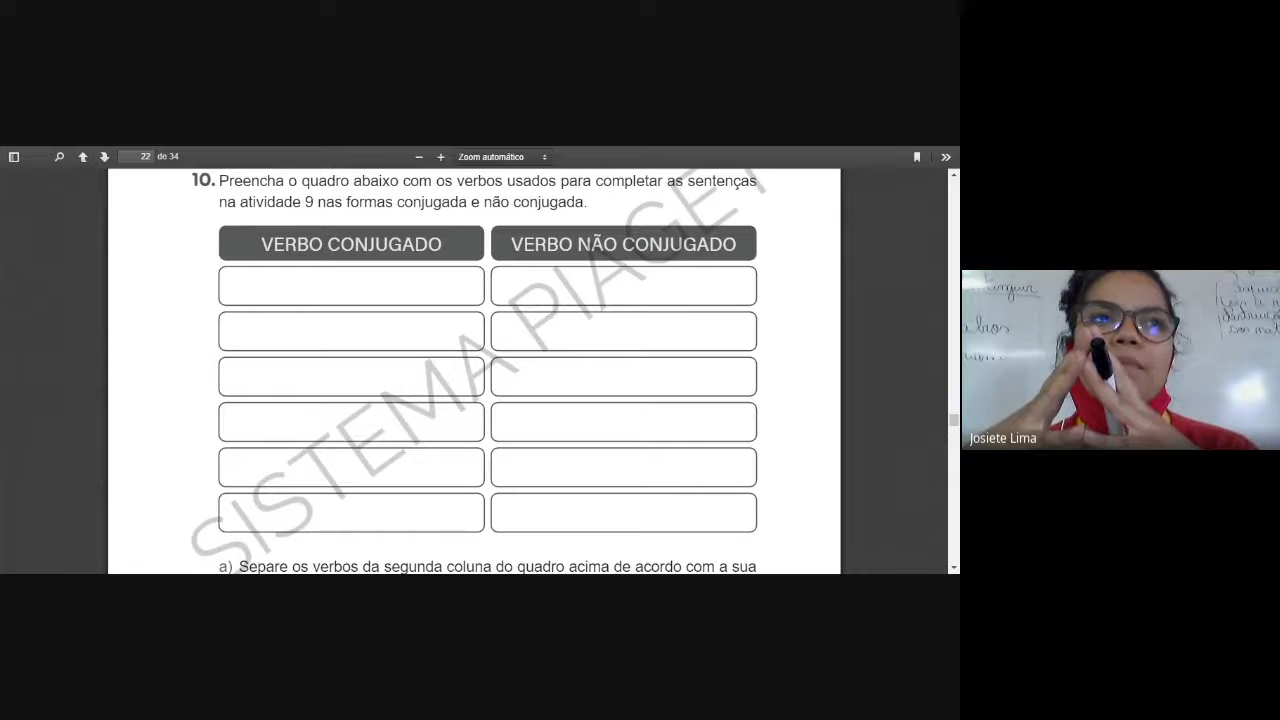 22 de 34
Zoom automático
10. Preencha o quadro abaixo com os verbos usados para completar as sentenças
na atividade 9 nas formas conjugada e não conjugada.
VERBO CONJUGADO
VERBO NÃO CONJUGADO
SISTEMA PIAGET
a) Separe os verbos da segunda coluna do quadro acima de acordo com a sua
Josiete Lima